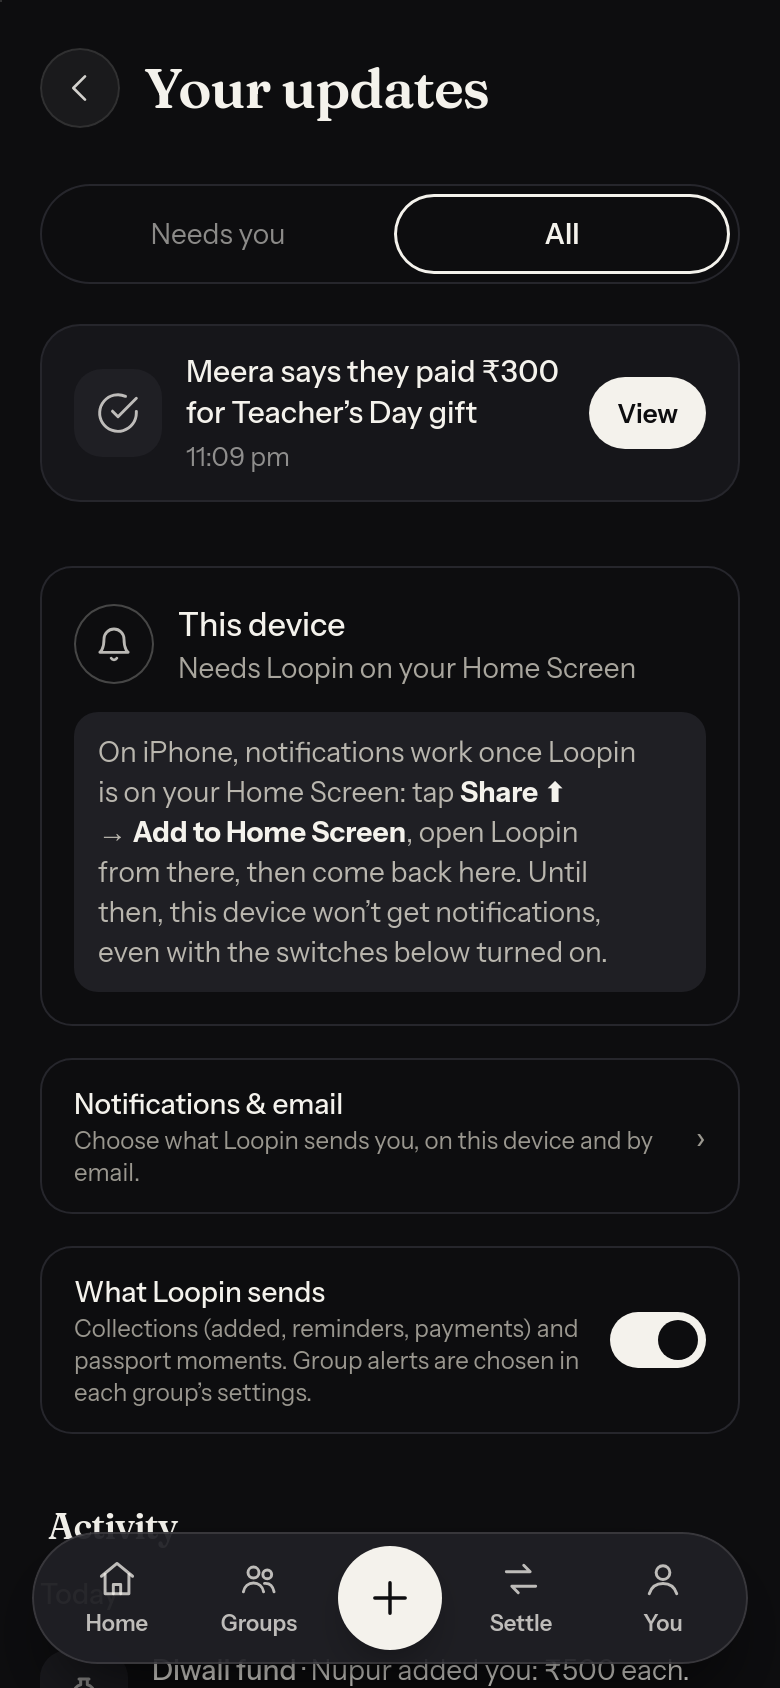 Your updates
Needs you
All
Meera says they paid ₹300
for Teacher’s Day gift
11:09 pm
View
This device
Needs Loopin on your Home Screen
On iPhone, notifications work once Loopin
is on your Home Screen: tap Share ⬆
→ Add to Home Screen, open Loopin
from there, then come back here. Until
then, this device won’t get notifications,
even with the switches below turned on.
Notifications & email
Choose what Loopin sends you, on this device and by
email.
›
What Loopin sends
Collections (added, reminders, payments) and
passport moments. Group alerts are chosen in
each group’s settings.
Activity
Today
Home
Groups
Settle
You
Diwali fund · Nupur added you: ₹500 each.